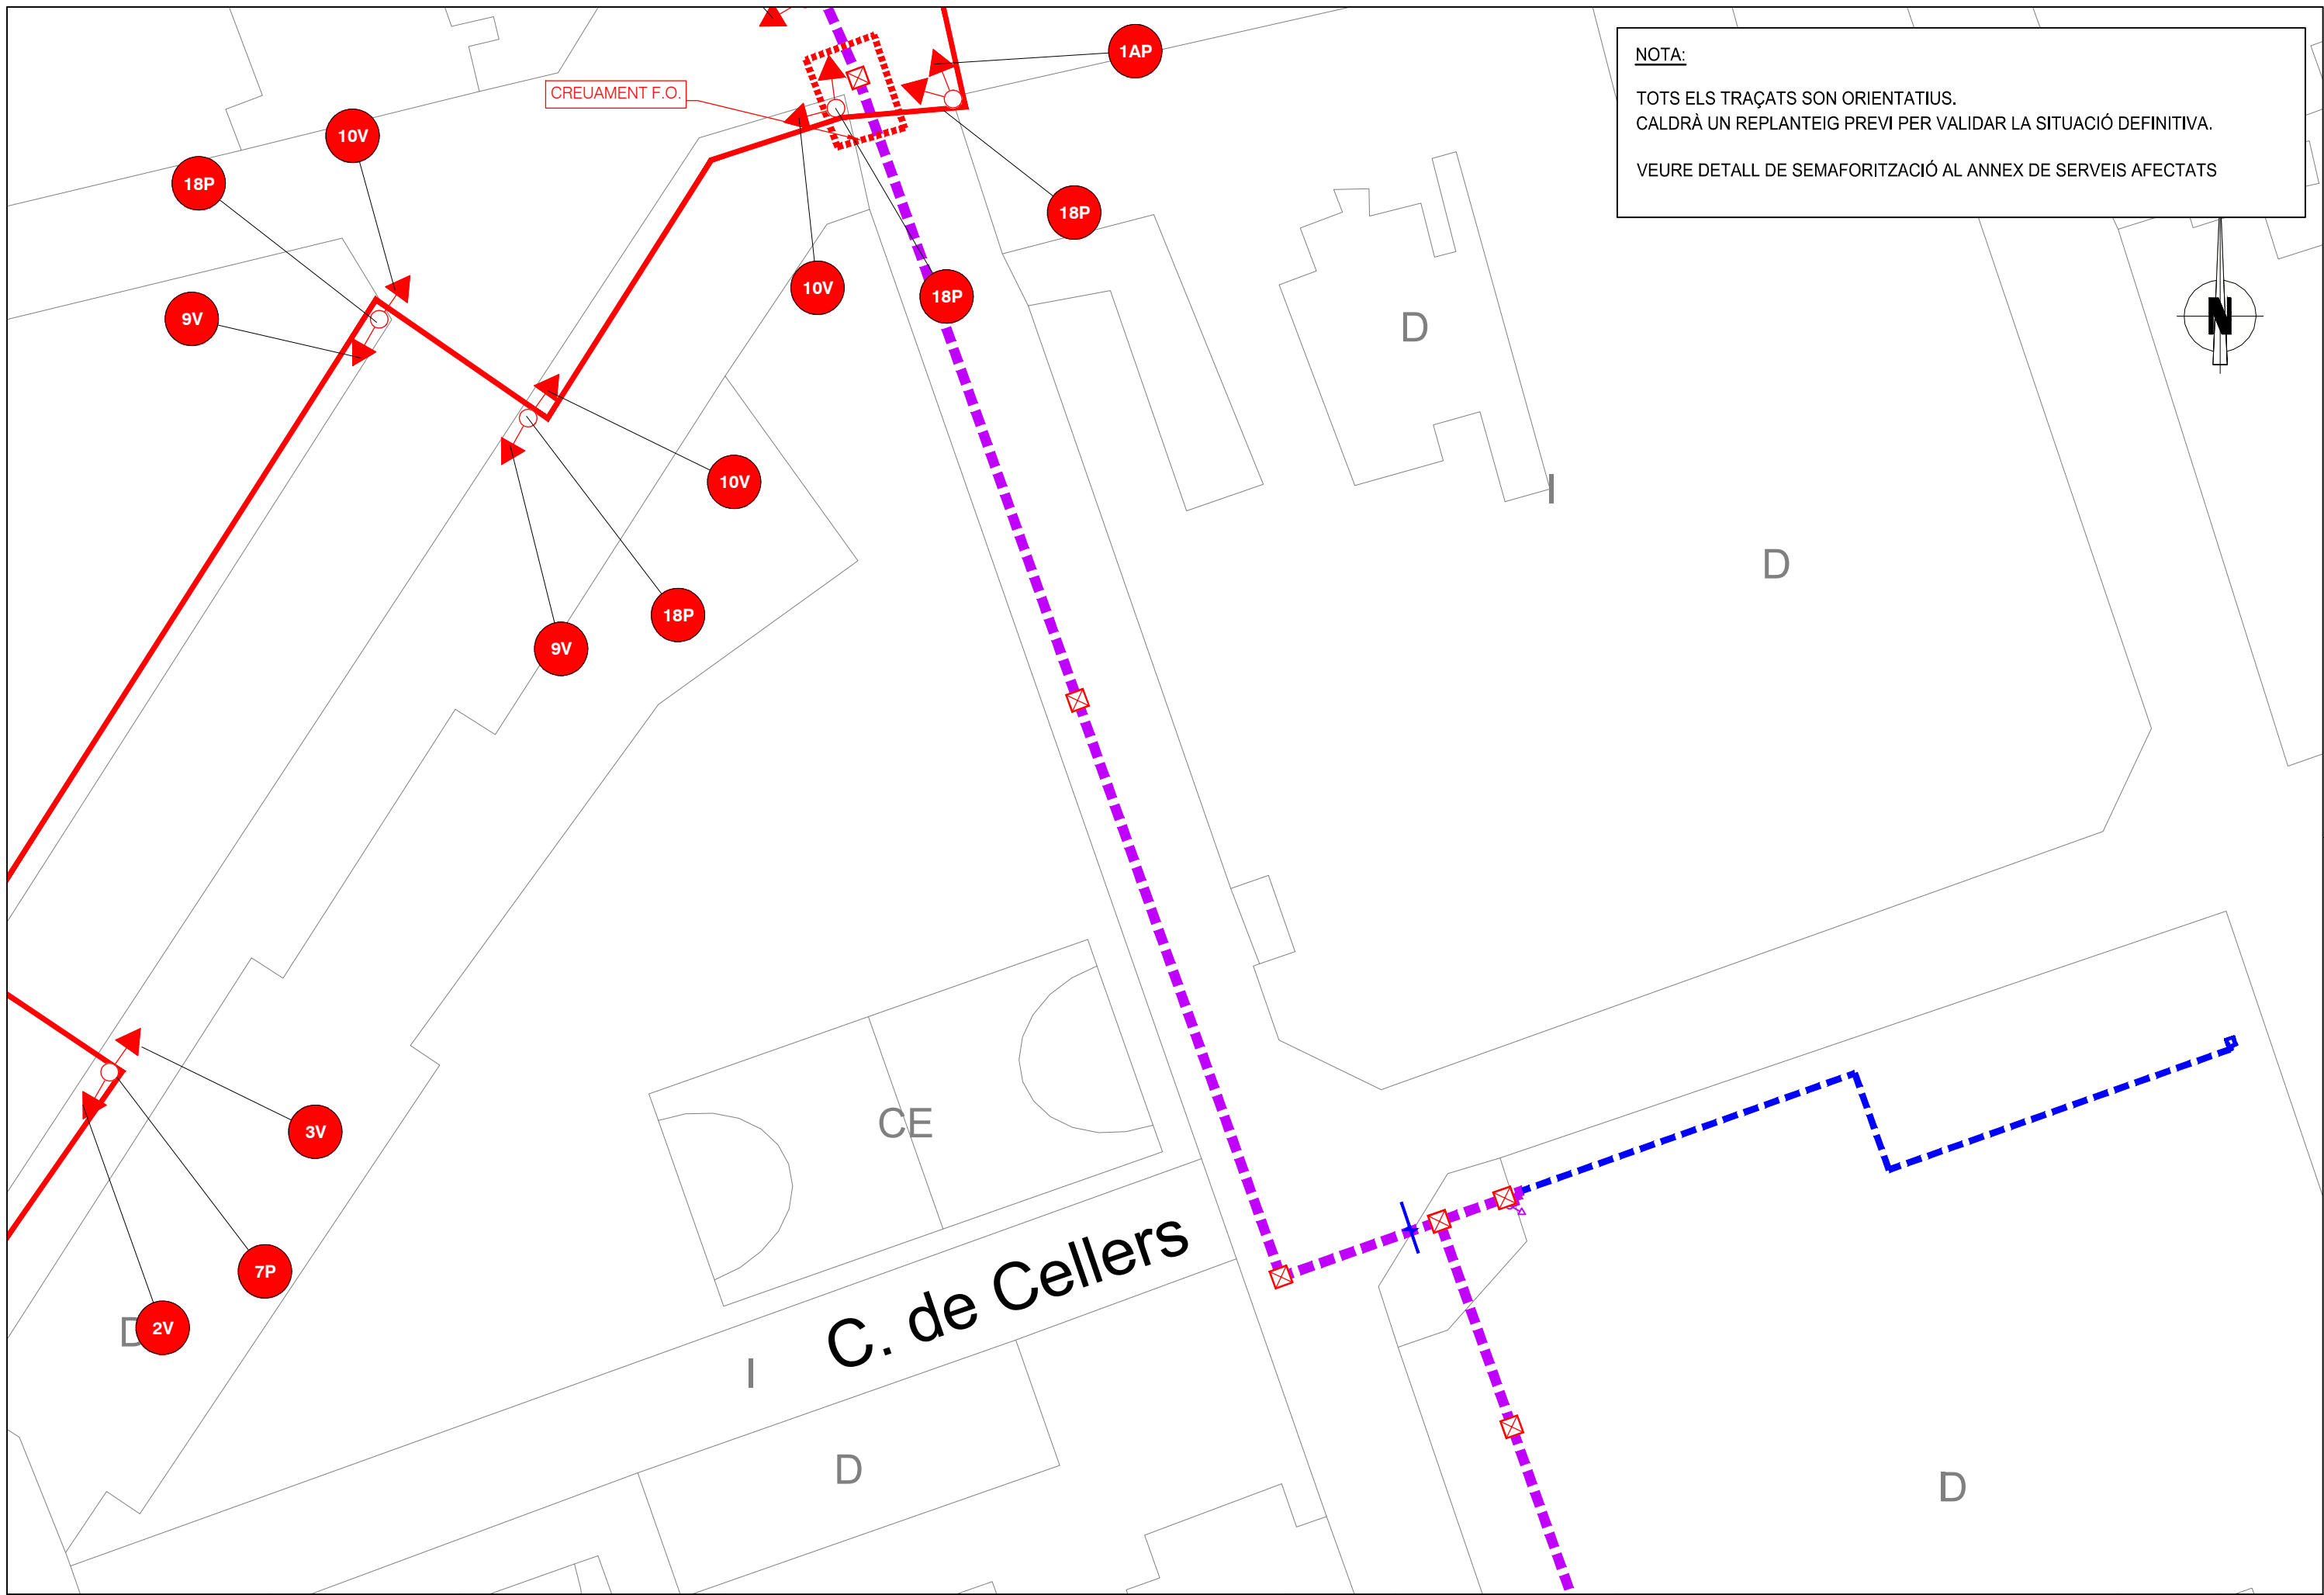 NOTA:
TOTS ELS TRAÇATS SON ORIENTATIUS.
CALDRÀ UN REPLANTEIG PREVI PER VALIDAR LA SITUACIÓ DEFINITIVA.
VEURE DETALL DE SEMAFORITZACIÓ AL ANNEX DE SERVEIS AFECTATS
1AP
CREUAMENT F.O.
10V
18P
18P
9V
10V
18P
N
D
10V
I
D
18P
9V
CE
3V
C. de Cellers
7P
2V
D
I
D
D